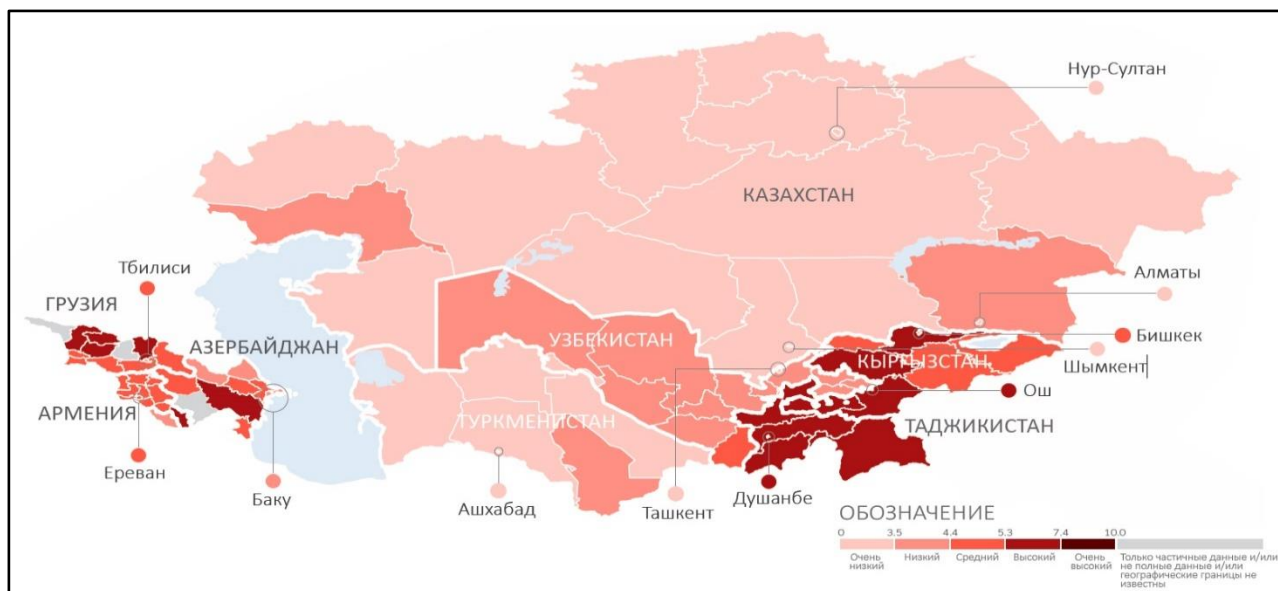 Нур-Султан
КАЗАХСТАН
Тбилиси
Алматы
ГРУЗИЯ
АЗЕРБАЙДЖАН
УЗБЕКИСТАН
Бишкек
КЫРГЫЗСТАН
Шымкент
Ош
АРМЕНИЯ
ТУРКМЕНИСТАН
ТАДЖИКИСТАН
Ереван
Баку
Ашхабад
Ташкент
Душанбе
ОБОЗНАЧЕНИЕ
0 3.5 4.4 5.3 7.4 10.0
Очень низкий
Низкий
Средний
Высокий
Очень высокий
Только частичные данные и/или
не полные данные и/или
географические границы не
известны